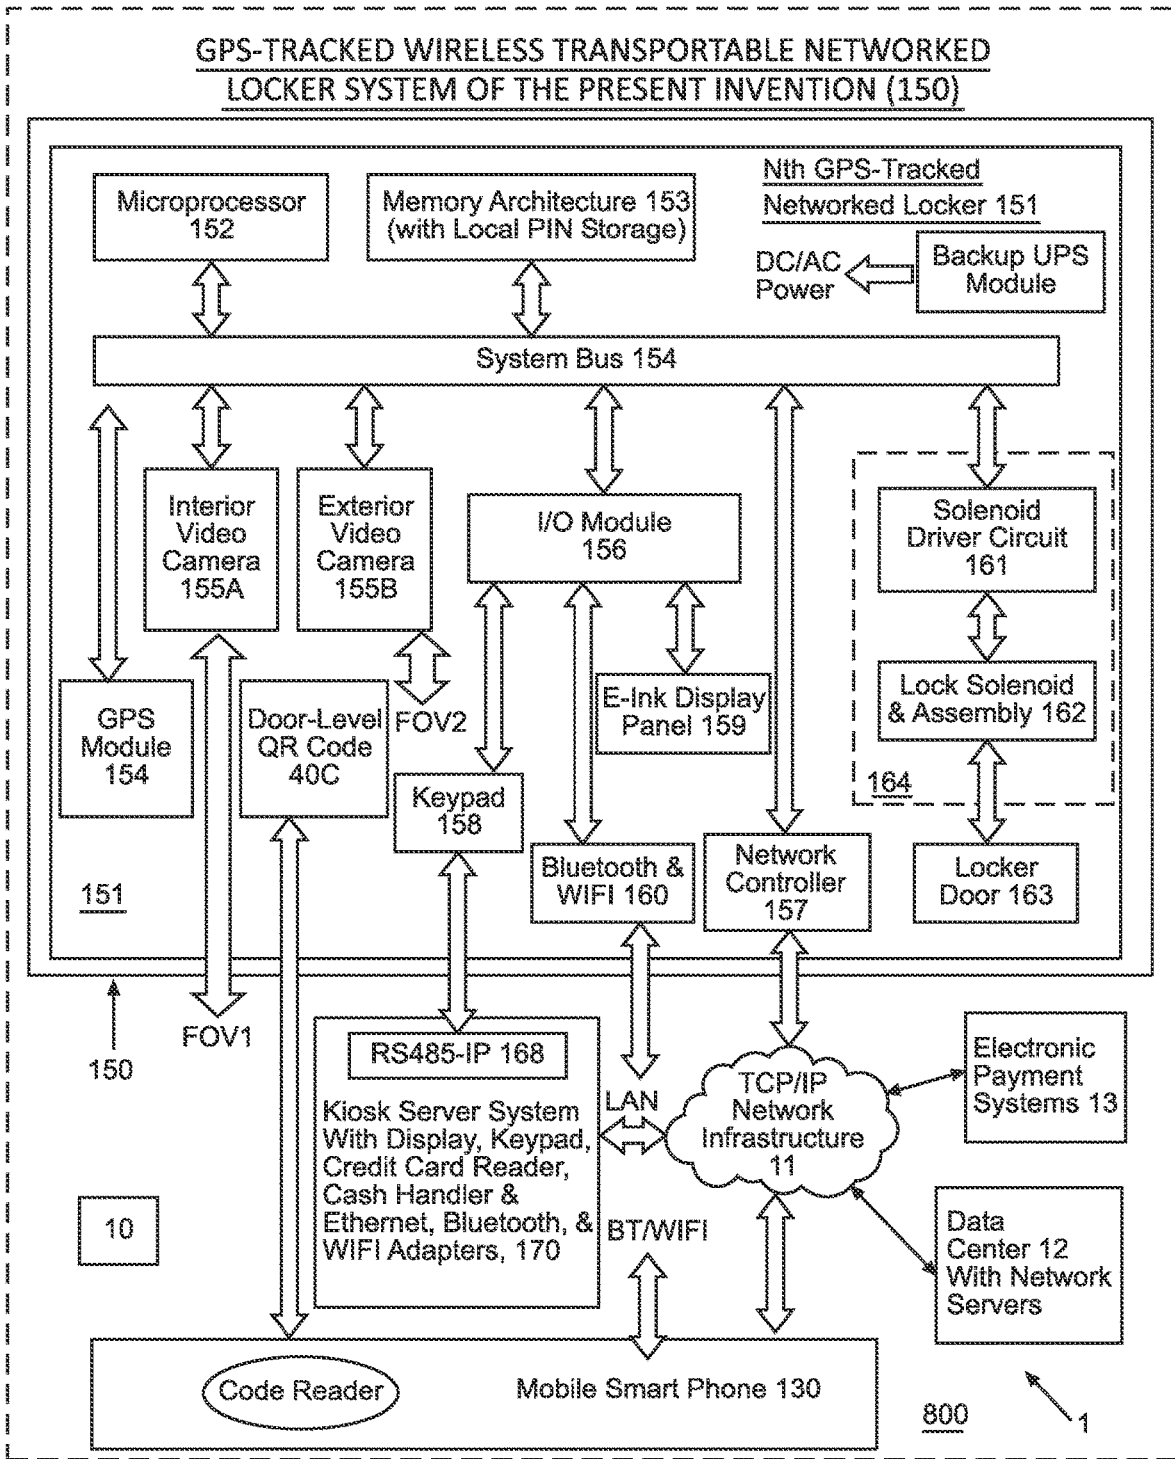 GPS-TRACKED WIRELESS TRANSPORTABLE NETWORKED
LOCKER SYSTEM OF THE PRESENT INVENTION (150)
Nth GPS-Tracked
Networked Locker 151
Microprocessor
152
Memory Architecture 153
(with Local PIN Storage)
DC/AC
Power
Backup UPS
Module
System Bus 154
Interior
Video
Camera
155A
Exterior
Video
Camera
155B
I/O Module
156
Solenoid
Driver Circuit
161
Lock Solenoid
& Assembly 162
164
GPS
Module
154
Door-Level
QR Code
40C
FOV2
E-Ink Display
Panel 159
Keypad
158
Bluetooth &
WIFI 160
Network
Controller
157
Locker
Door 163
151
150
FOV1
RS485-IP 168
Kiosk Server System
With Display, Keypad,
Credit Card Reader,
Cash Handler &
Ethernet, Bluetooth, &
WIFI Adapters, 170
LAN
TCP/IP
Network
Infrastructure
11
Electronic
Payment
Systems 13
10
BT/WIFI
Data
Center 12
With Network
Servers
Code Reader
Mobile Smart Phone 130
800
1